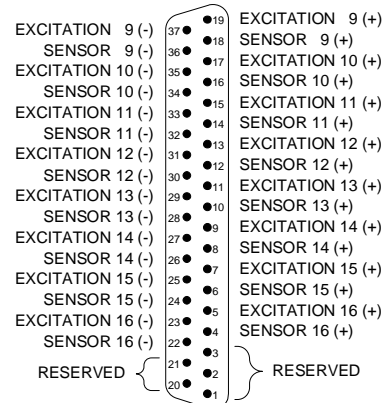 EXCITATION 9 (-)
SENSOR 9 (-)
EXCITATION 10 (-)
SENSOR 10 (-)
EXCITATION 11 (-)
SENSOR 11 (-)
EXCITATION 12 (-)
SENSOR 12 (-)
EXCITATION 13 (-)
SENSOR 13 (-)
EXCITATION 14 (-)
SENSOR 14 (-)
EXCITATION 15 (-)
SENSOR 15 (-)
EXCITATION 16 (-)
SENSOR 16 (-)
RESERVED
37
36
35
34
33
32
31
30
29
28
27
26
25
24
23
22
21
20
19
18
17
16
15
14
13
12
11
10
9
8
7
6
5
4
3
2
1
EXCITATION 9 (+)
SENSOR 9 (+)
EXCITATION 10 (+)
SENSOR 10 (+)
EXCITATION 11 (+)
SENSOR 11 (+)
EXCITATION 12 (+)
SENSOR 12 (+)
EXCITATION 13 (+)
SENSOR 13 (+)
EXCITATION 14 (+)
SENSOR 14 (+)
EXCITATION 15 (+)
SENSOR 15 (+)
EXCITATION 16 (+)
SENSOR 16 (+)
RESERVED